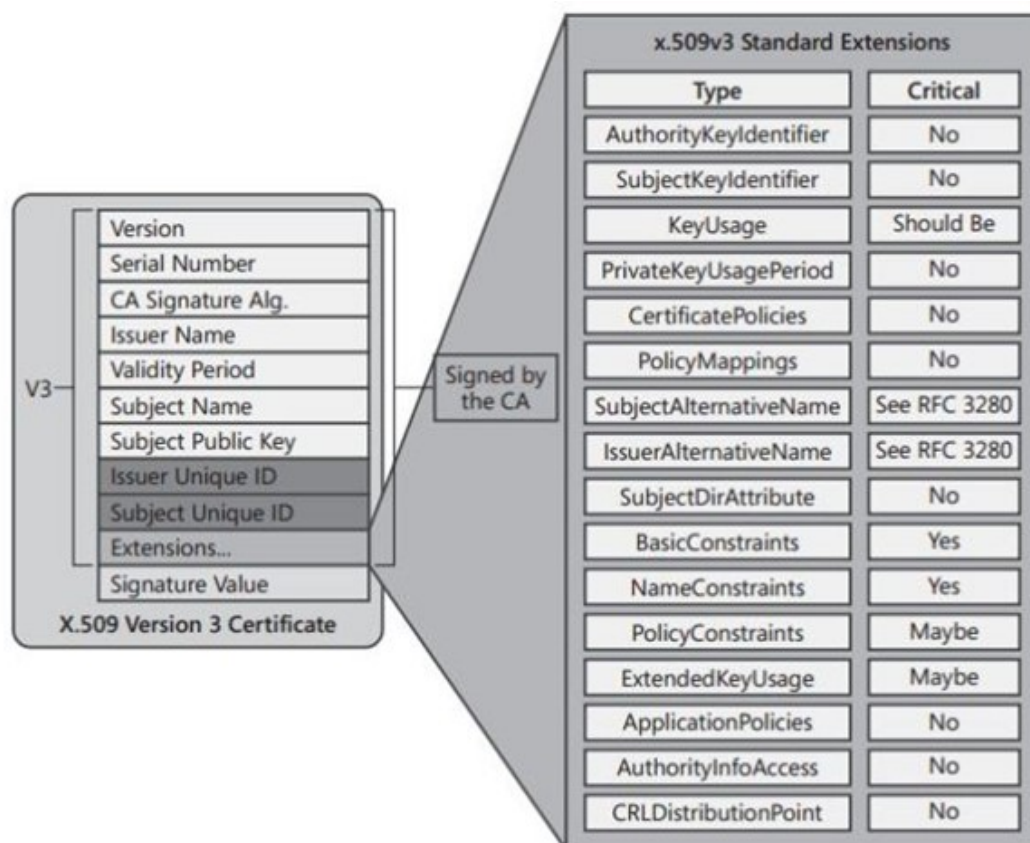 V3
Version
Serial Number
CA Signature Alg.
Issuer Name
Validity Period
Subject Name
Subject Public Key
Issuer Unique ID
Subject Unique ID
Extensions...
Signature Value
X.509 Version 3 Certificate
Signed by
the CA
x.509v3 Standard Extensions
Type Critical
AuthorityKeyIdentifier No
SubjectKeyIdentifier No
KeyUsage Should Be
PrivateKeyUsagePeriod No
CertificatePolicies No
PolicyMappings No
SubjectAlternativeName See RFC 3280
IssuerAlternativeName See RFC 3280
SubjectDirAttribute No
BasicConstraints Yes
NameConstraints Yes
PolicyConstraints Maybe
ExtendedKeyUsage Maybe
ApplicationPolicies No
AuthorityInfoAccess No
CRLDistributionPoint No